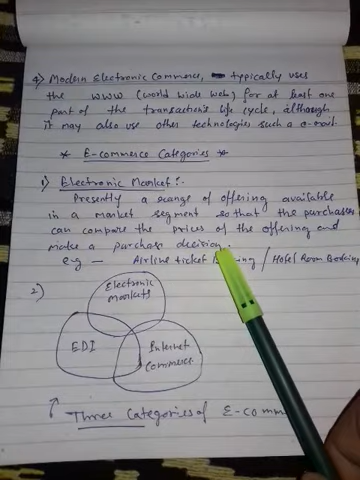 4) Modern Electronic Commerce, typically uses
the WWW (World Wide Web) for at least one
part of the transaction's life cycle, although
it may also use other technologies such a e-mail.
* E-commerce Categories *
1) Electronic Market :-
Presently a range of offering available
in a market segment so that the purchases
can compare the prices of the offering and
make a purchase decision.
e.g - Airline ticket / Hotel Room Booking
2)
Electronic
markets
EDI
Internet
Commerce
Three Categories of E-comm